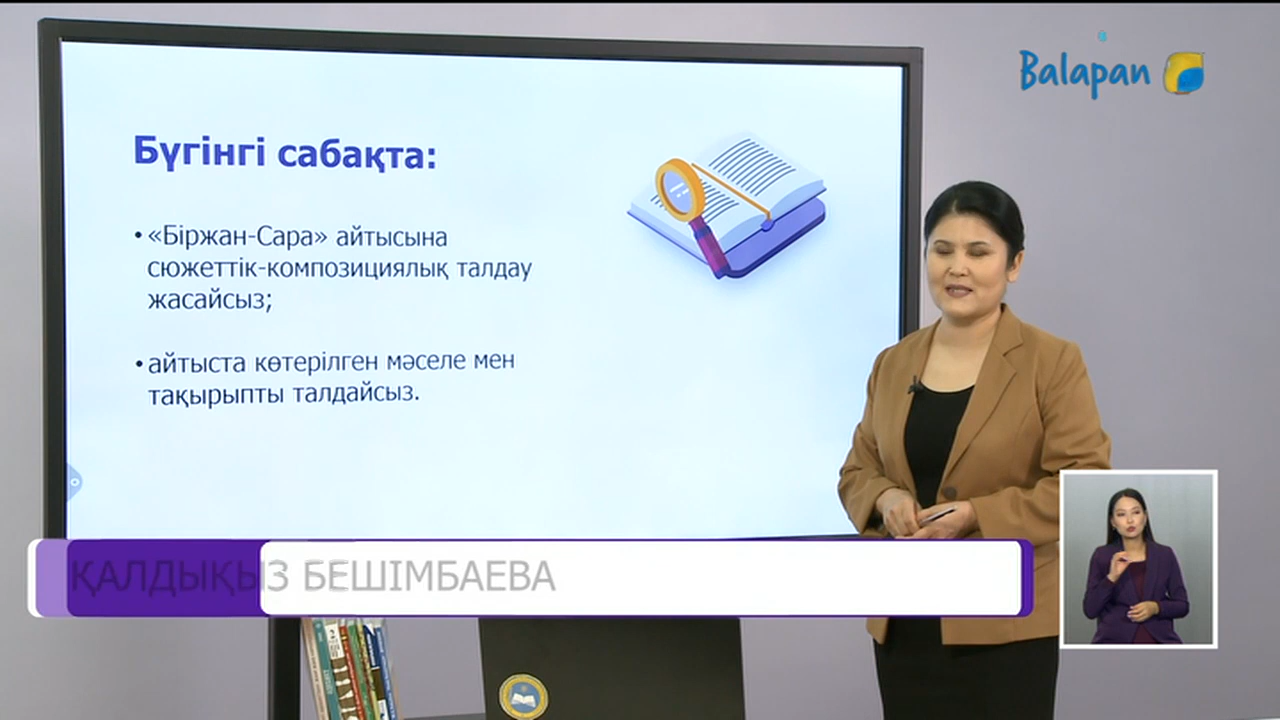 Balapan
Бүгінгі сабақта:
• «Біржан-Сара» айтысына
сюжеттік-композициялық талдау
жасайсыз;
• айтыста көтерілген мәселе мен
тақырыпты талдайсыз.
ҚАЛДЫҚЫЗ БЕШІМБАЕВА